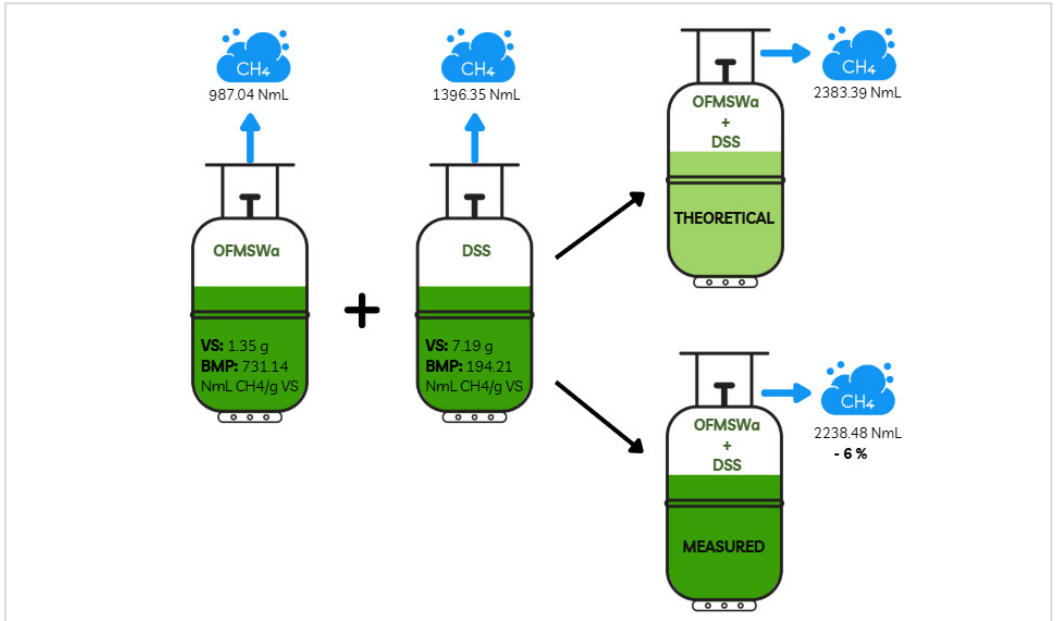 CH4
987.04 NmL
CH4
1396.35 NmL
CH4
2383.39 NmL
OFMSWa
+
DSS
THEORETICAL
OFMSWa
VS: 1.35 g
BMP: 731.14
NmL CH4/g VS
+
DSS
VS: 7.19 g
BMP: 194.21
NmL CH4/g VS
CH4
2238.48 NmL
- 6 %
OFMSWa
+
DSS
MEASURED